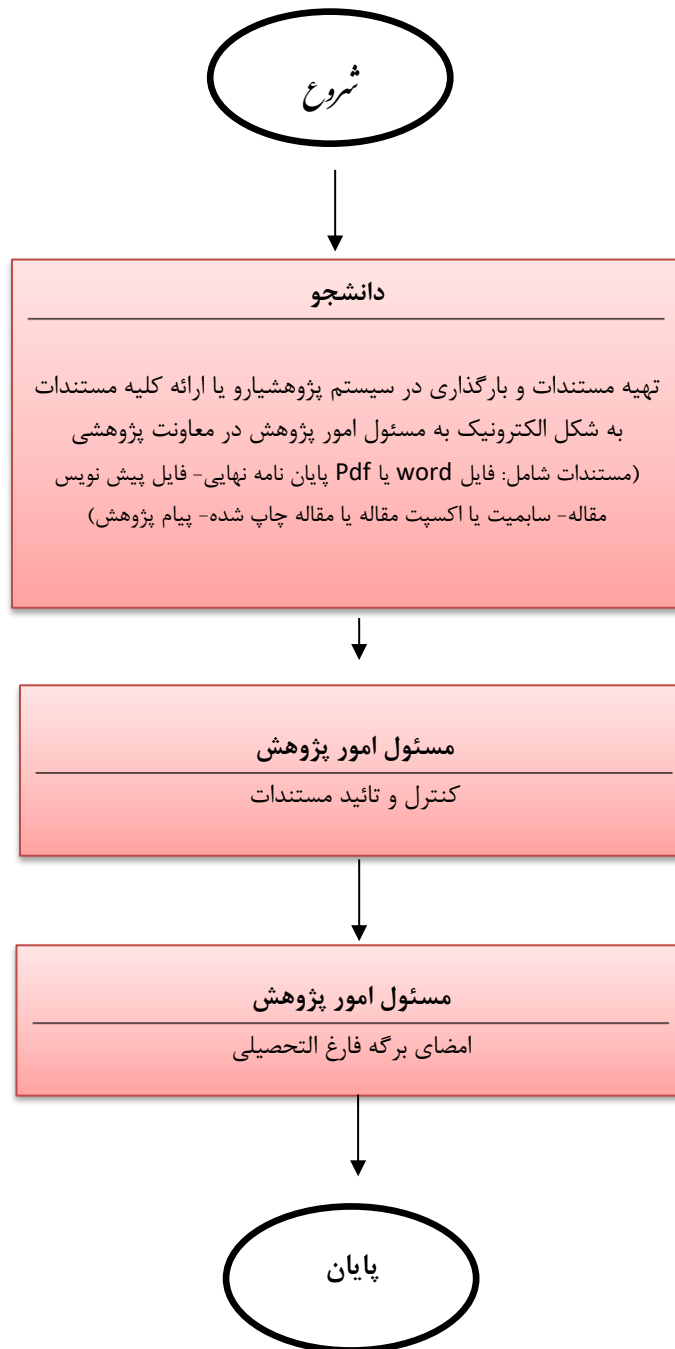 شروع
دانشجو
تهیه مستندات و بارگذاری در سیستم پژوهشیارو یا ارائه کلیه مستندات
به شکل الکترونیک به مسئول امور پژوهش در معاونت پژوهشی
(مستندات شامل: فایل word یا Pdf پایان نامه نهایی- فایل پیش نویس
مقاله- سابمیت یا اکسپت مقاله یا مقاله چاپ شده- پیام پژوهش)
مسئول امور پژوهش
کنترل و تائید مستندات
مسئول امور پژوهش
امضای برگه فارغ التحصیلی
پایان